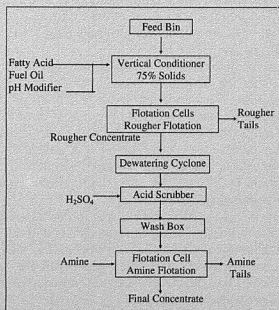 Feed Bin
Fatty Acid
Fuel Oil
pH Modifier
Vertical Conditioner
75% Solids
Flotation Cells
Rougher Flotation
Rougher
Tails
Rougher Concentrate
Dewatering Cyclone
H₂SO₄
Acid Scrubber
Wash Box
Amine
Flotation Cell
Amine Flotation
Amine
Tails
Final Concentrate